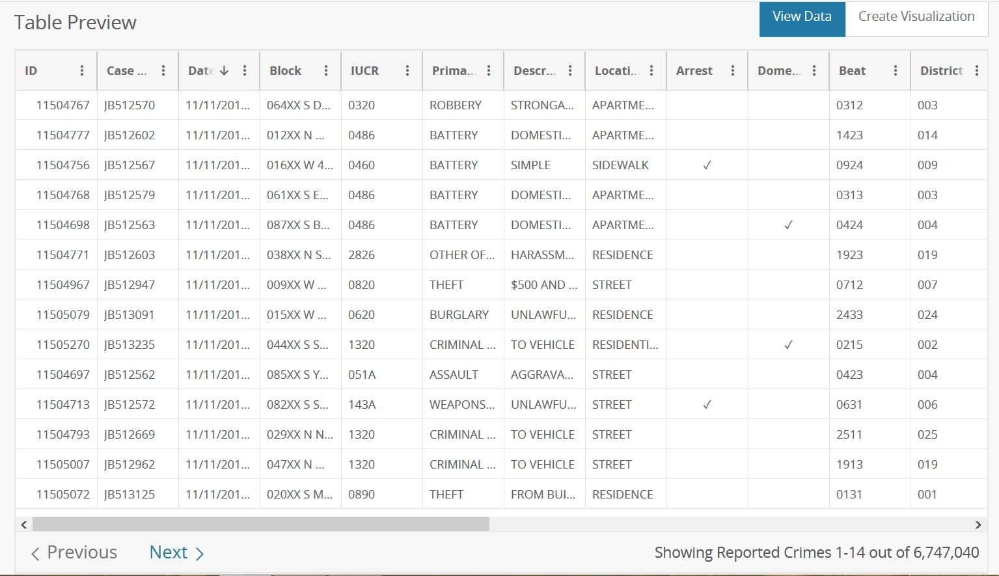 Table Preview View Data Create Visualization
ID Case ... Date Block IUCR Prima... Descr... Locati... Arrest Dome... Beat District
11504767 JB512570 11/11/201... 064XX S D... 0320 ROBBERY STRONGA... APARTME... 0312 003
11504777 JB512602 11/11/201... 012XX N ... 0486 BATTERY DOMESTI... APARTME... 1423 014
11504756 JB512567 11/11/201... 016XX W 4... 0460 BATTERY SIMPLE SIDEWALK ✓ 0924 009
11504768 JB512579 11/11/201... 061XX S E... 0486 BATTERY DOMESTI... APARTME... 0313 003
11504698 JB512563 11/11/201... 087XX S B... 0486 BATTERY DOMESTI... APARTME... ✓ 0424 004
11504771 JB512603 11/11/201... 038XX N S... 2826 OTHER OF... HARASSM... RESIDENCE 1923 019
11504967 JB512947 11/11/201... 009XX W ... 0820 THEFT $500 AND ... STREET 0712 007
11505079 JB513091 11/11/201... 015XX W ... 0620 BURGLARY UNLAWFU... RESIDENCE 2433 024
11505270 JB513235 11/11/201... 044XX S S... 1320 CRIMINAL ... TO VEHICLE RESIDENTI... ✓ 0215 002
11504697 JB512562 11/11/201... 085XX S Y... 051A ASSAULT AGGRAVA... STREET 0423 004
11504713 JB512572 11/11/201... 082XX S S... 143A WEAPONS... UNLAWFU... STREET ✓ 0631 006
11504793 JB512669 11/11/201... 029XX N N... 1320 CRIMINAL ... TO VEHICLE STREET 2511 025
11505007 JB512962 11/11/201... 047XX N ... 1320 CRIMINAL ... TO VEHICLE STREET 1913 019
11505072 JB513125 11/11/201... 020XX S M... 0890 THEFT FROM BUI... RESIDENCE 0131 001
Previous Next Showing Reported Crimes 1-14 out of 6,747,040